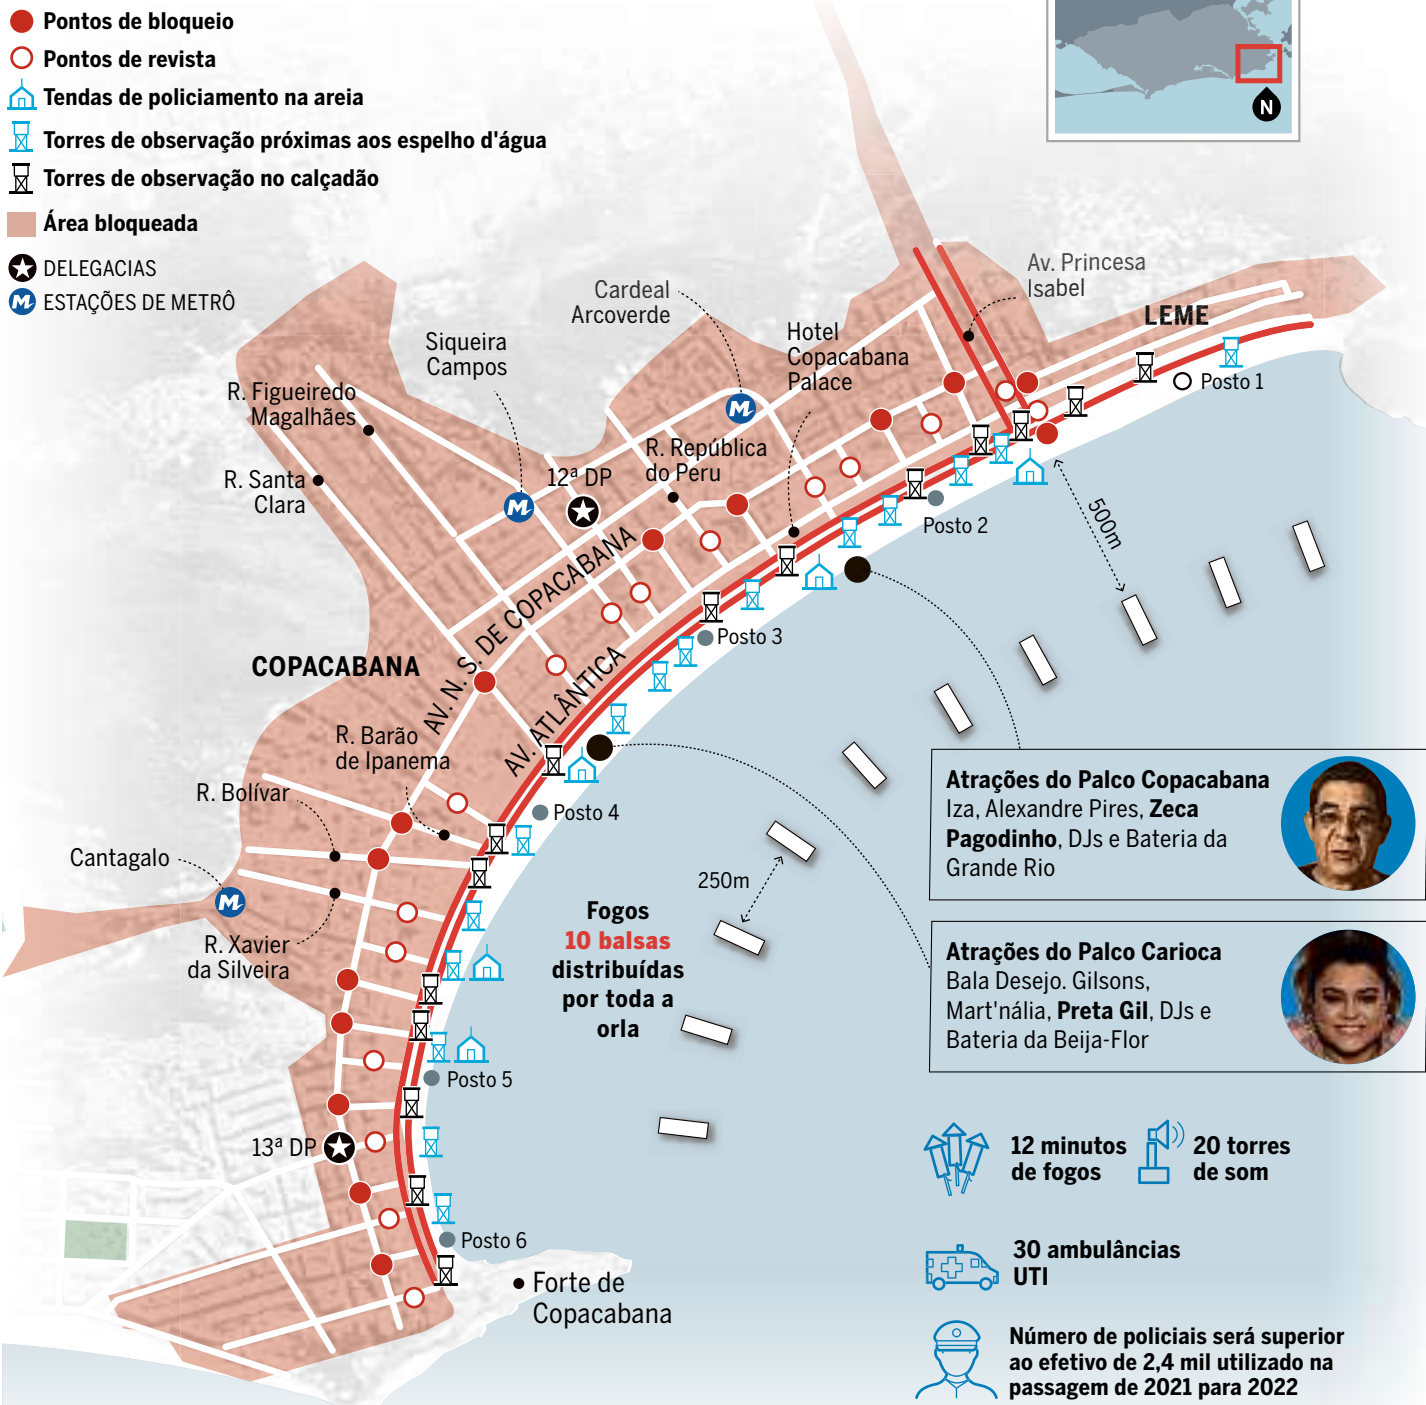 Pontos de bloqueio
Pontos de revista
Tendas de policiamento na areia
Torres de observação próximas aos espelho d'água
Torres de observação no calçadão
Área bloqueada
DELEGACIAS
M ESTAÇÕES DE METRÔ
N
Av. Princesa
Isabel
LEME
Cardeal
Arcoverde
Hotel
Copacabana
Palace
Siqueira
Campos
R. Figueiredo
Magalhães
M
Posto 1
R. República
do Peru
12ª DP
R. Santa
Clara
M
Posto 2
500m
AV. N. S. DE COPACABANA
Posto 3
COPACABANA
AV. ATLÂNTICA
R. Barão
de Ipanema
R. Bolívar
Posto 4
Cantagalo
M
R. Xavier
da Silveira
250m
Fogos
10 balsas
distribuídas
por toda a
orla
Atrações do Palco Copacabana
Iza, Alexandre Pires, Zeca
Pagodinho, DJs e Bateria da
Grande Rio
Atrações do Palco Carioca
Bala Desejo. Gilsons,
Mart'nália, Preta Gil, DJs e
Bateria da Beija-Flor
Posto 5
13ª DP
Posto 6
Forte de
Copacabana
12 minutos
de fogos
20 torres
de som
30 ambulâncias
UTI
Número de policiais será superior
ao efetivo de 2,4 mil utilizado na
passagem de 2021 para 2022